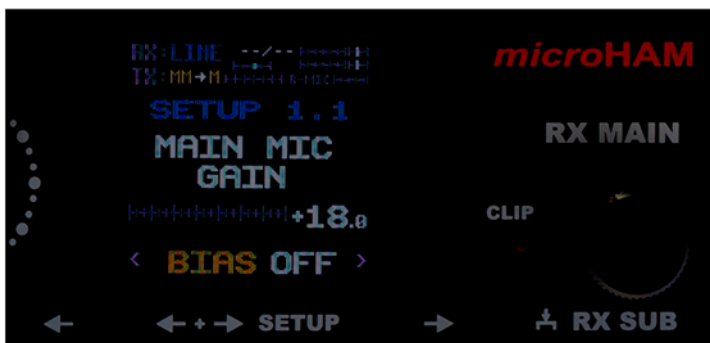 RX:LINE --/--
TX:MM→M R-MIC
SETUP 1.1
MAIN MIC
GAIN
+18.0
< BIAS OFF >
← ←+→ SETUP →
microHAM
RX MAIN
CLIP
RX SUB